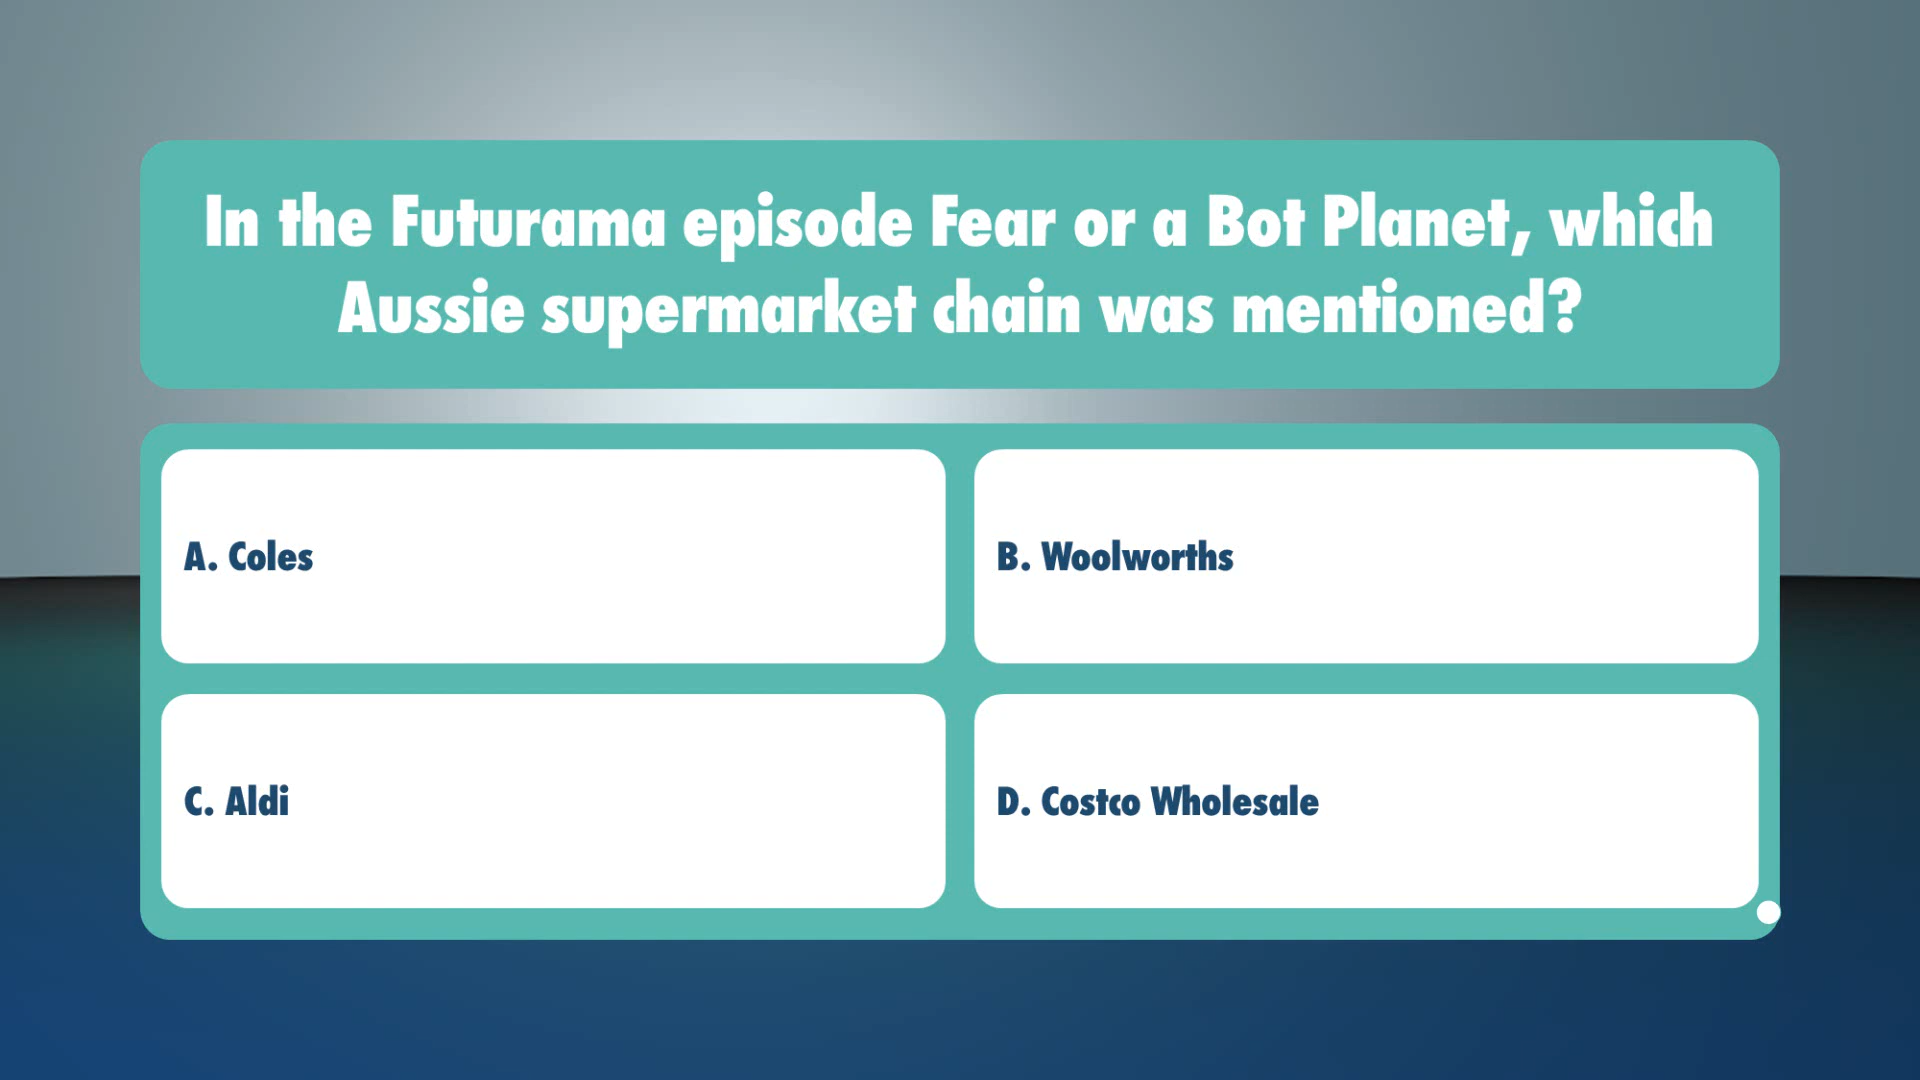 In the Futurama episode Fear or a Bot Planet, which
Aussie supermarket chain was mentioned?
A. Coles
B. Woolworths
C. Aldi
D. Costco Wholesale